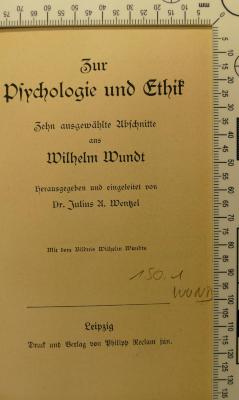 Zur
Psychologie und Ethik
Zehn ausgewählte Abschnitte
aus
Wilhelm Wundt
Herausgegeben und eingeleitet von
Dr. Julius A. Wentzel
Mit dem Bildnis Wilhelm Wundts
150.1
WUND
Leipzig
Druck und Verlag von Philipp Reclam jun.